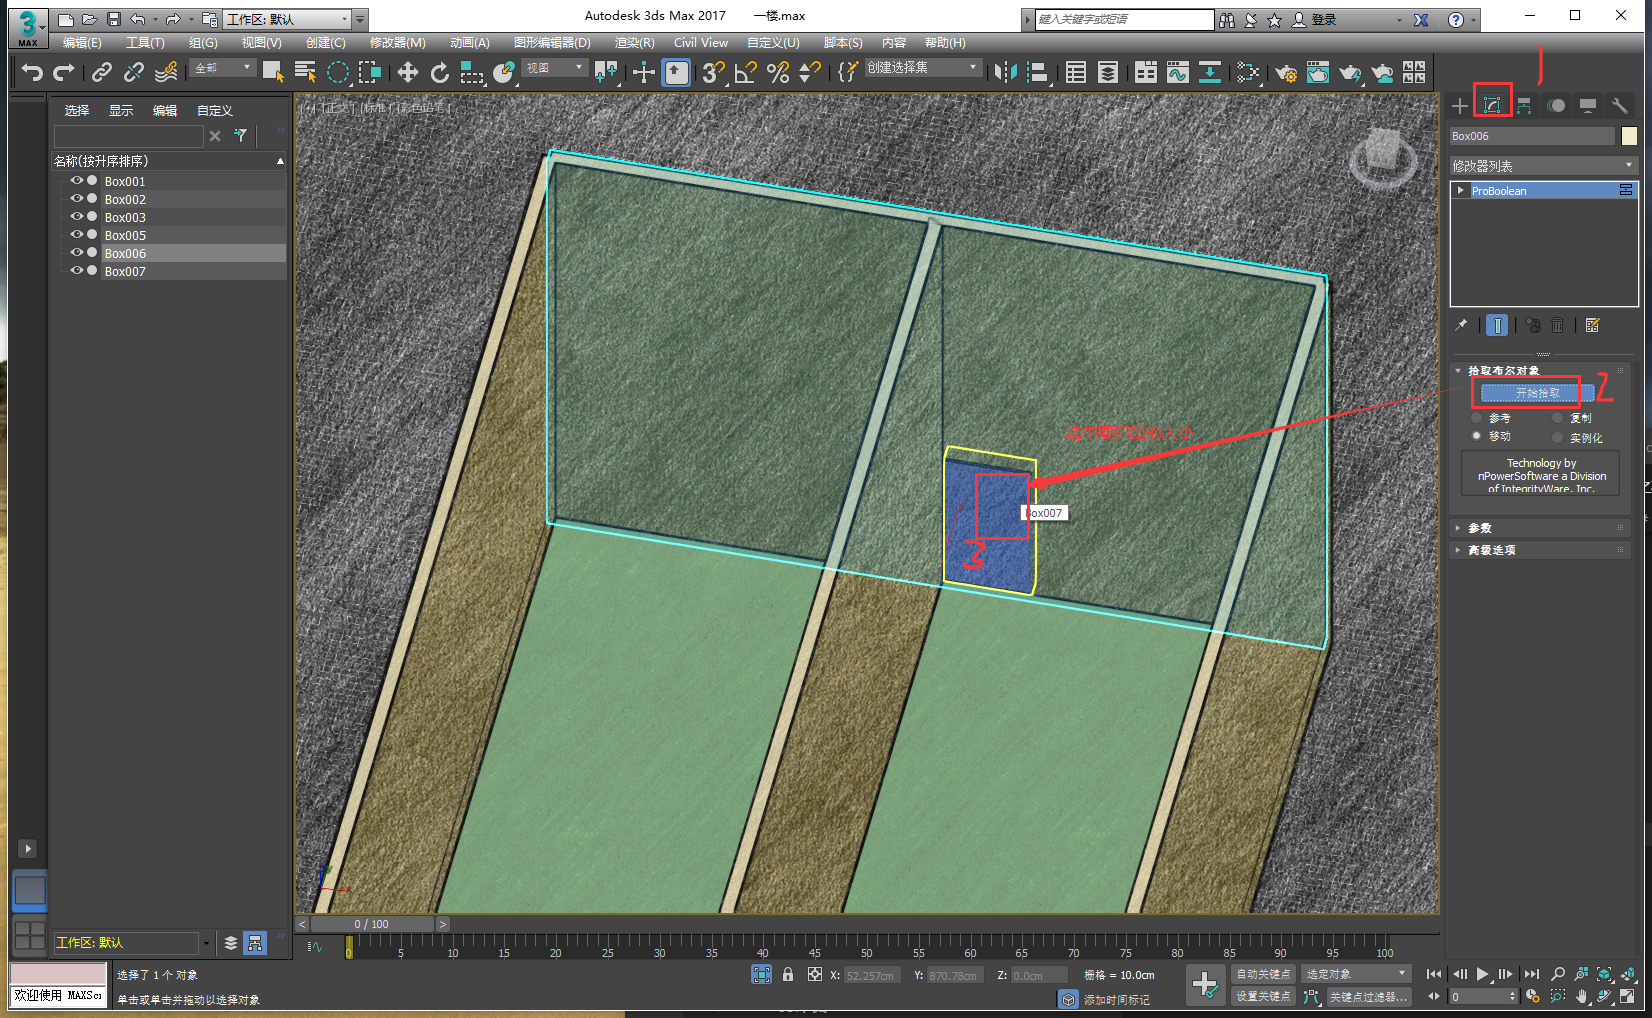 3
MAX
工作区: 默认
Autodesk 3ds Max 2017 一楼.max
键入关键字或短语
登录
编辑(E) 工具(T) 组(G) 视图(V) 创建(C) 修改器(M) 动画(A) 图形编辑器(D) 渲染(R) Civil View 自定义(U) 脚本(S) 内容 帮助(H)
全部
视图
创建选择集
1
选择 显示 编辑 自定义
名称(按升序排序)
Box001
Box002
Box003
Box005
Box006
Box007
[+] [正交] [标准] [彩色铅笔]
Box007
3
Box006
修改器列表
ProBoolean
拾取布尔对象
开始拾取
2
参考 复制
移动 实例化
Technology by
nPowerSoftware a Division
of IntegrityWare, Inc.
参数
高级选项
工作区: 默认
< 0 / 100 >
0 5 10 15 20 25 30 35 40 45 50 55 60 65 70 75 80 85 90 95 100
欢迎使用 MAXSc
选择了 1 个 对象
单击或单击并拖动以选择对象
X: 52.257cm Y: 870.78cm Z: 0.0cm 栅格 = 10.0cm
添加时间标记
自动关键点 选定对象
设置关键点 关键点过滤器...
0